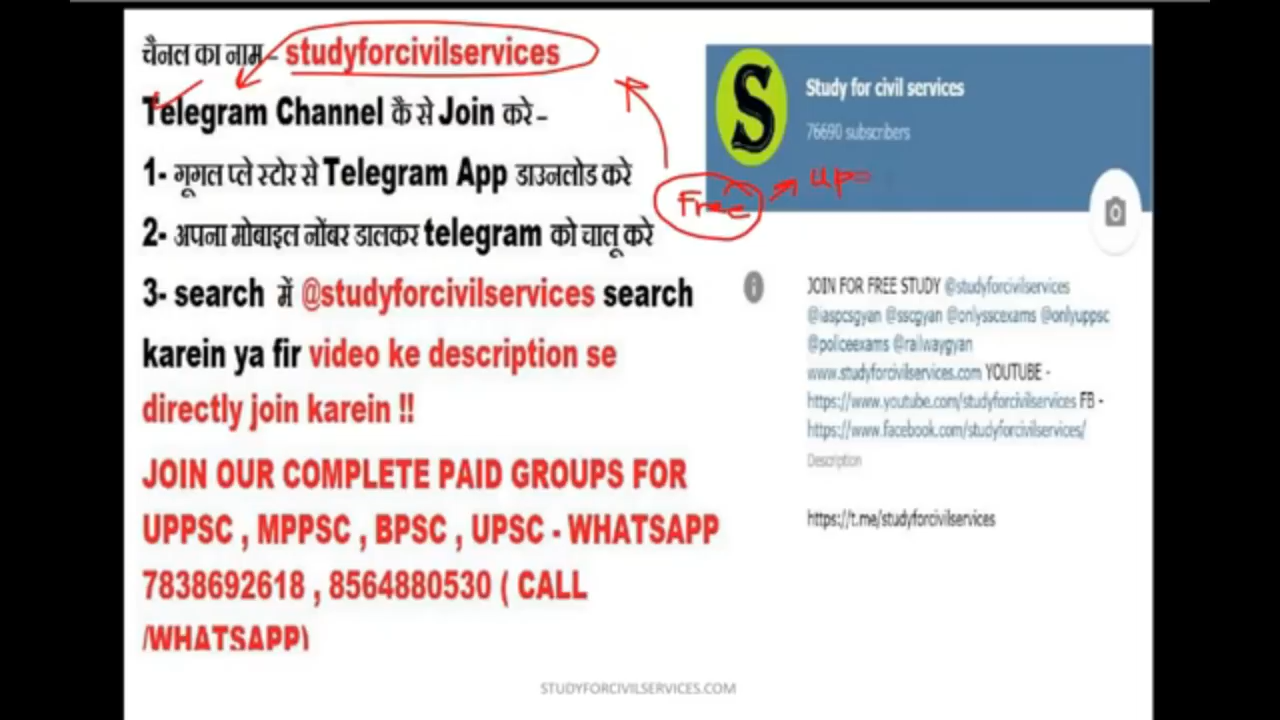 चैनल का नाम- studyforcivilservices
Telegram Channel कैसे Join करे-
1- गूगल प्ले स्टोर से Telegram App डाउनलोड करे
2- अपना मोबाइल नोंबर डालकर telegram को चालू करे
3- search में @studyforcivilservices search
karein ya fir video ke description se
directly join karein !!
JOIN OUR COMPLETE PAID GROUPS FOR
UPPSC , MPPSC , BPSC , UPSC - WHATSAPP
7838692618 , 8564880530 ( CALL
/WHATSAPP)
Free
up
S
Study for civil services
76690 subscribers
JOIN FOR FREE STUDY @studyforcivilservices
@iaspcsgyan @sscgyan @onlysscexams @onlyuppsc
@policeexams @railwaygyan
www.studyforcivilservices.com YOUTUBE -
https://www.youtube.com/studyforcivilservices FB -
https://www.facebook.com/studyforcivilservices/
Description
https://t.me/studyforcivilservices
STUDYFORCIVILSERVICES.COM